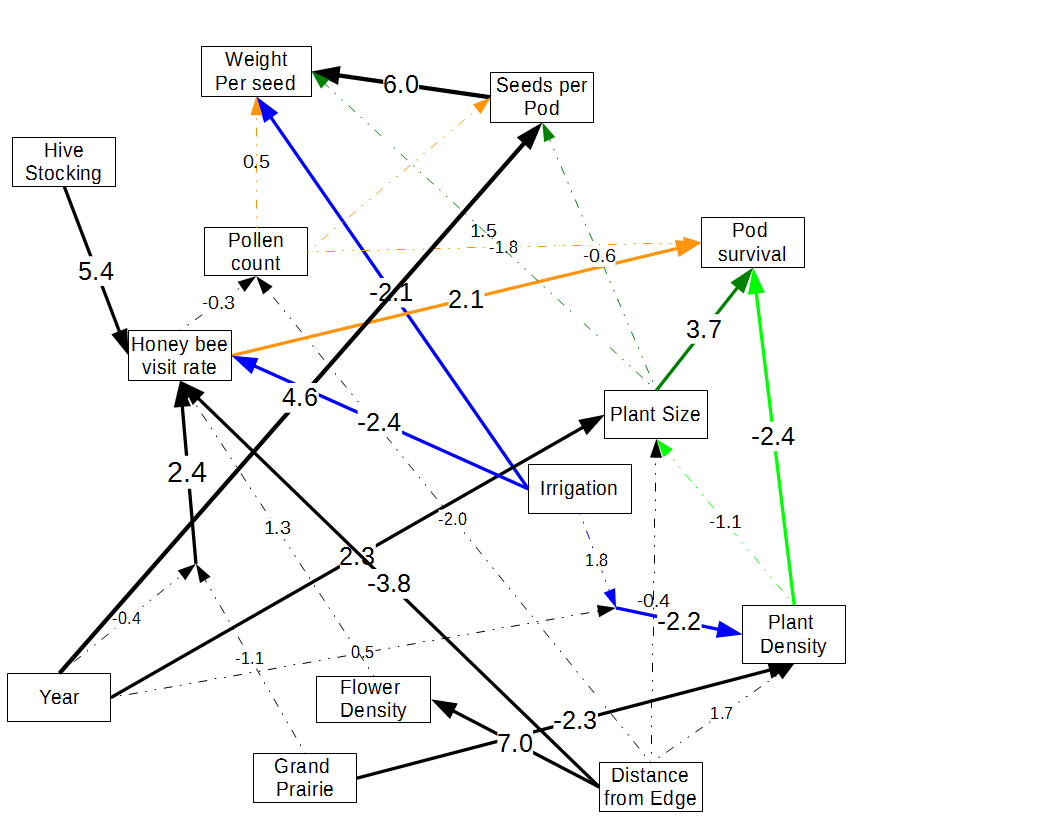 Weight
Per seed
6.0
Seeds per
Pod
Hive
Stocking
0.5
Pollen
count
1.5
-1.8
-0.6
Pod
survival
5.4
-0.3
-2.1
2.1
Honey bee
visit rate
3.7
4.6
-2.4
Plant Size
-2.4
2.4
Irrigation
1.3
-2.0
-1.1
2.3
-3.8
1.8
-0.4
-0.4
-2.2
Plant
Density
-1.1
0.5
Year
Flower
Density
-2.3
1.7
7.0
Grand
Prairie
Distance
from Edge